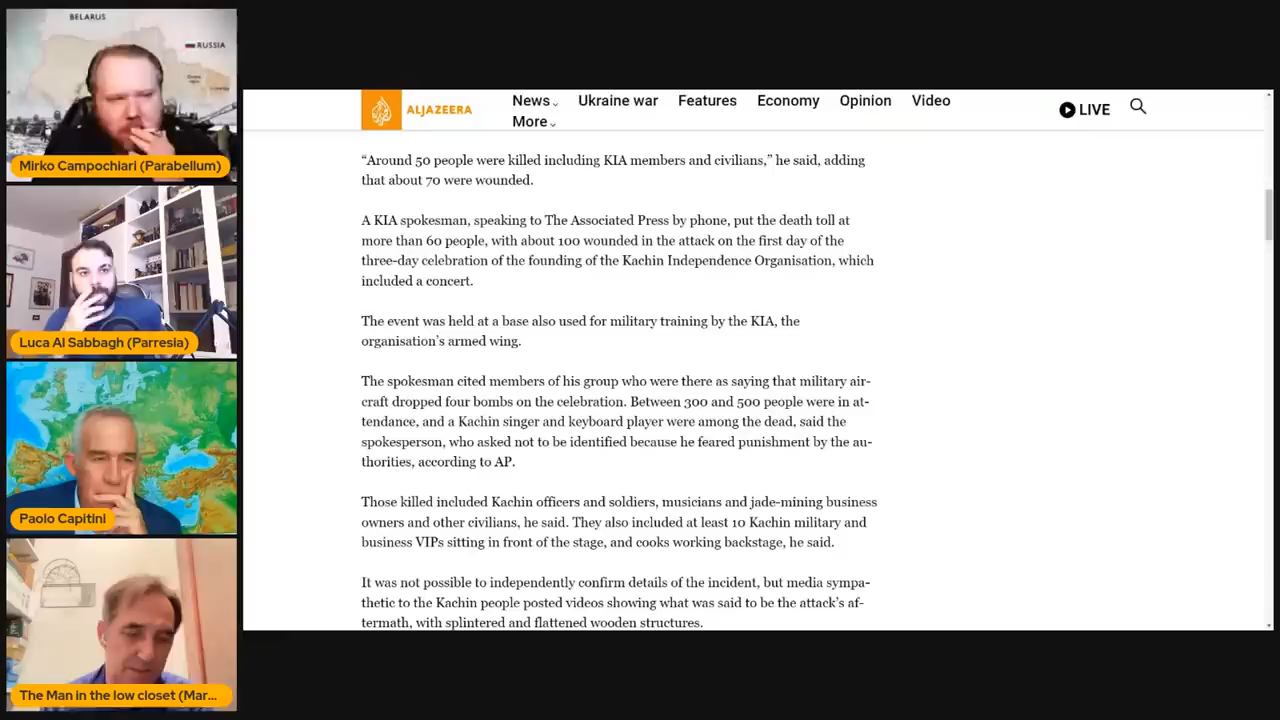 BELARUS
RUSSIA
Mirko Campochiari (Parabellum)
Luca Al Sabbagh (Parresia)
Paolo Capitini
The Man in the low closet (Mar...
ALJAZEERA
News Ukraine war Features Economy Opinion Video
More
LIVE
“Around 50 people were killed including KIA members and civilians,” he said, adding
that about 70 were wounded.
A KIA spokesman, speaking to The Associated Press by phone, put the death toll at
more than 60 people, with about 100 wounded in the attack on the first day of the
three-day celebration of the founding of the Kachin Independence Organisation, which
included a concert.
The event was held at a base also used for military training by the KIA, the
organisation’s armed wing.
The spokesman cited members of his group who were there as saying that military air-
craft dropped four bombs on the celebration. Between 300 and 500 people were in at-
tendance, and a Kachin singer and keyboard player were among the dead, said the
spokesperson, who asked not to be identified because he feared punishment by the au-
thorities, according to AP.
Those killed included Kachin officers and soldiers, musicians and jade-mining business
owners and other civilians, he said. They also included at least 10 Kachin military and
business VIPs sitting in front of the stage, and cooks working backstage, he said.
It was not possible to independently confirm details of the incident, but media sympa-
thetic to the Kachin people posted videos showing what was said to be the attack’s af-
termath, with splintered and flattened wooden structures.